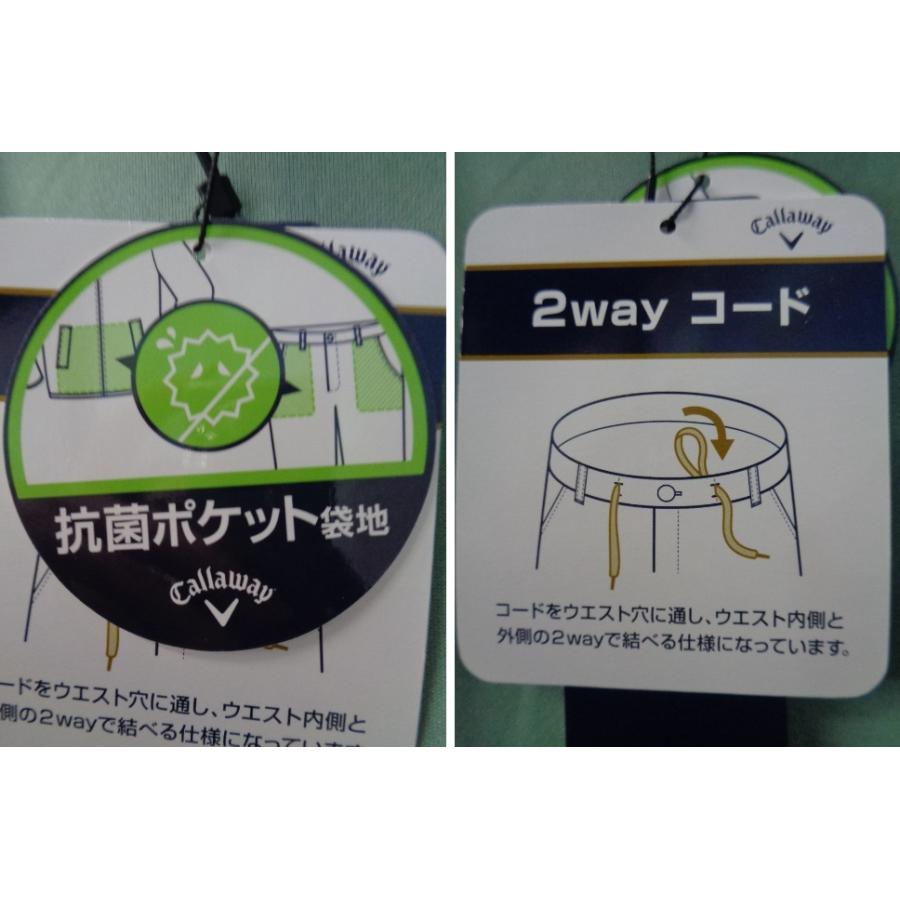 Callaway
抗菌ポケット袋地
Callaway
ードをウエスト穴に通し、ウエスト内側と
側の2wayで結べる仕様になっています
Callaway
2way コード
コードをウエスト穴に通し、ウエスト内側と
外側の2wayで結べる仕様になっています。